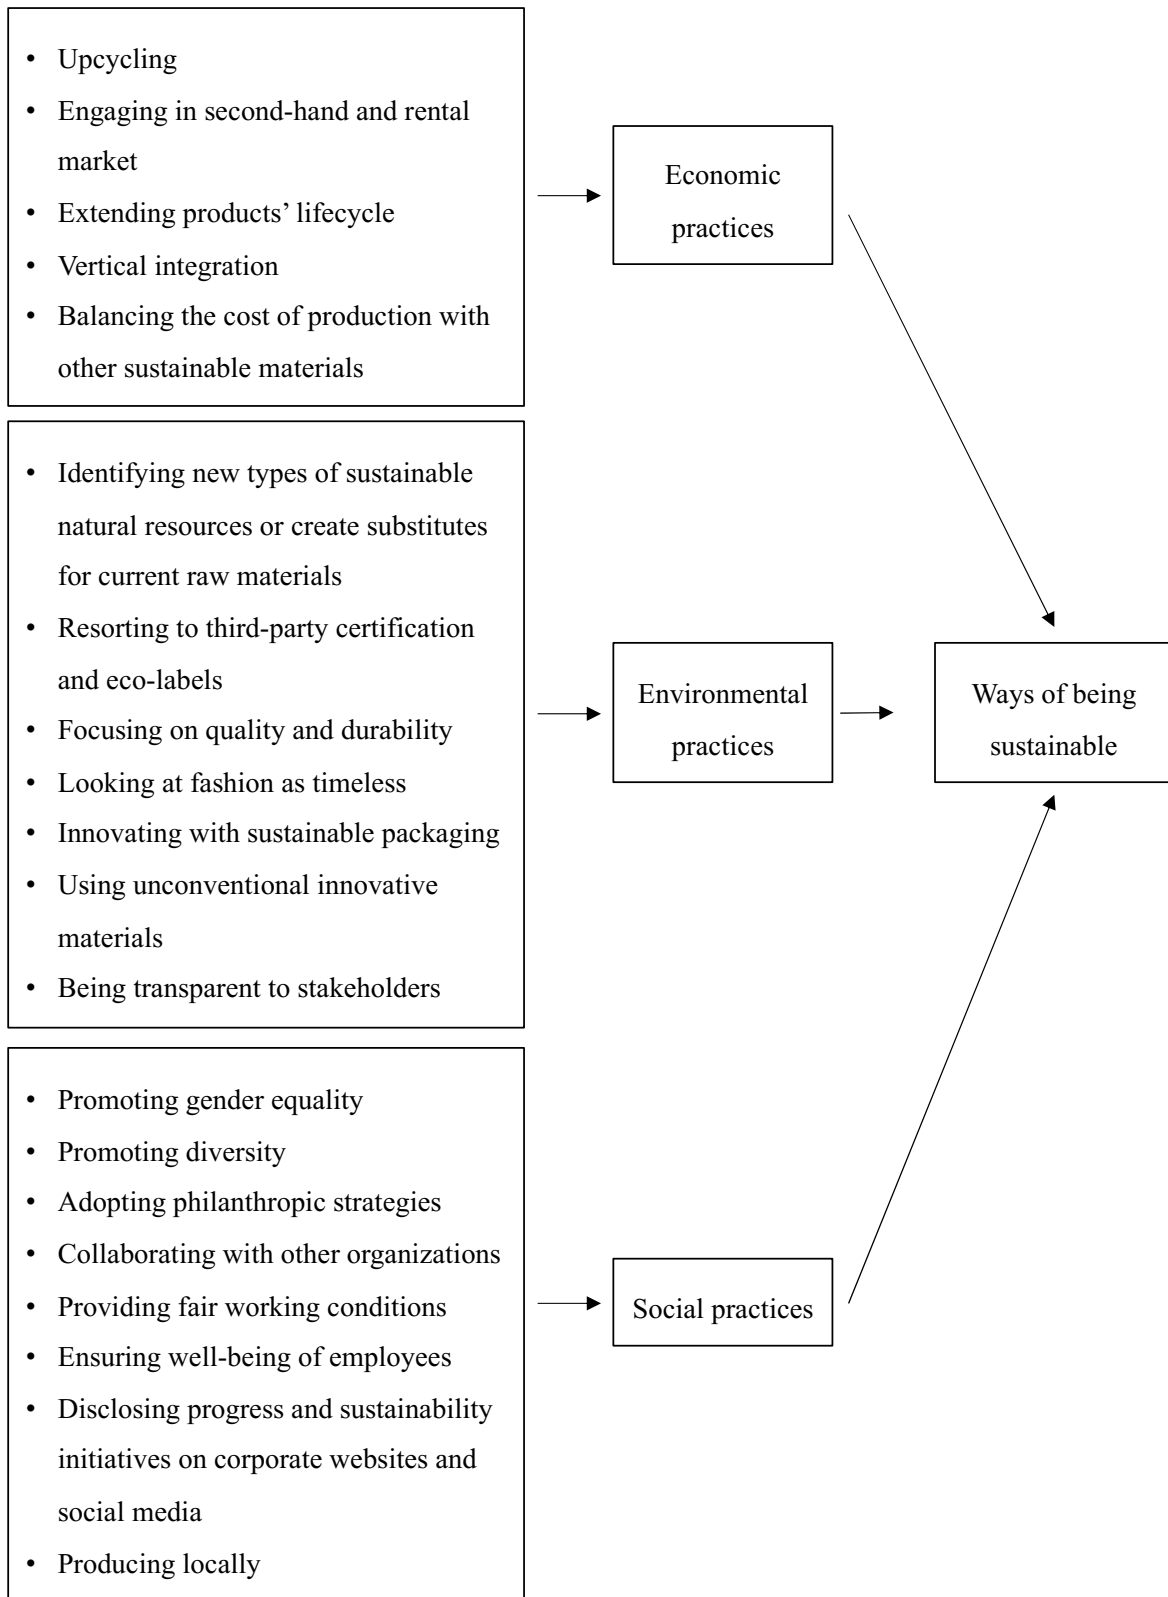 • Upcycling
• Engaging in second-hand and rental
market
• Extending products’ lifecycle
• Vertical integration
• Balancing the cost of production with
other sustainable materials
Economic
practices
• Identifying new types of sustainable
natural resources or create substitutes
for current raw materials
• Resorting to third-party certification
and eco-labels
• Focusing on quality and durability
• Looking at fashion as timeless
• Innovating with sustainable packaging
• Using unconventional innovative
materials
• Being transparent to stakeholders
Environmental
practices
Ways of being
sustainable
• Promoting gender equality
• Promoting diversity
• Adopting philanthropic strategies
• Collaborating with other organizations
• Providing fair working conditions
• Ensuring well-being of employees
• Disclosing progress and sustainability
initiatives on corporate websites and
social media
• Producing locally
Social practices